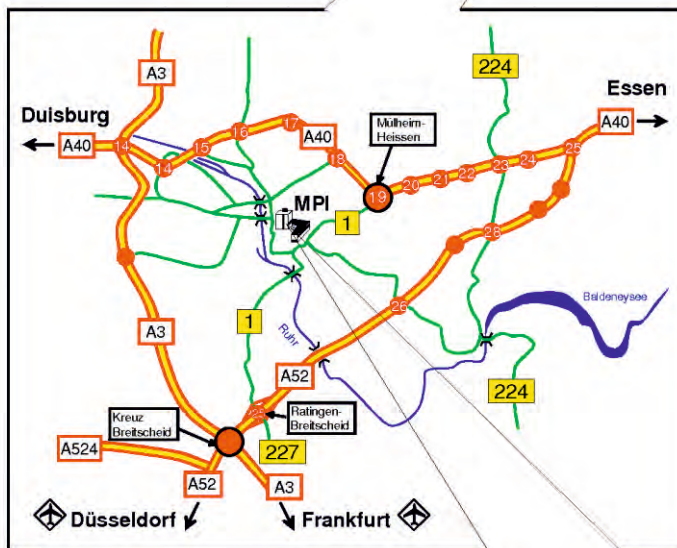 A3
224
Duisburg
Essen
Mülheim-
Heissen
A40
A40
A40
14
14
15
16
17
18
19
20
21
22
23
24
25
MPI
1
28
26
Baldeneysee
Ruhr
1
A3
A52
224
Kreuz
Breitscheid
Ratingen-
Breitscheid
227
A524
A52
A3
Düsseldorf
Frankfurt